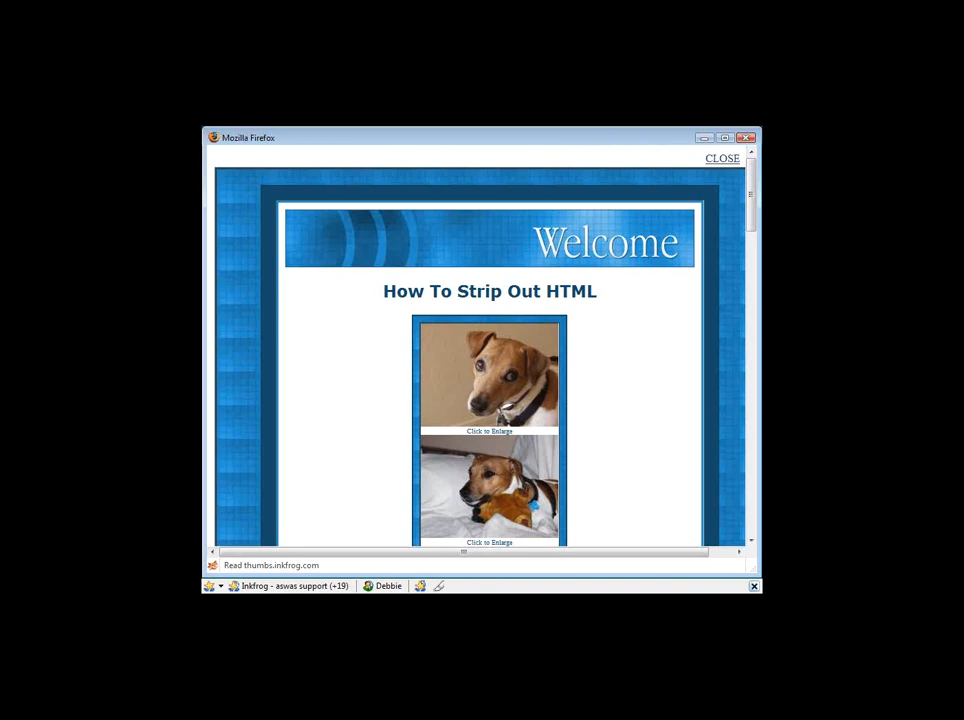 Mozilla Firefox
CLOSE
Welcome
How To Strip Out HTML
Click to Enlarge
Click to Enlarge
Read thumbs.inkfrog.com
Inkfrog - aswas support (+19) Debbie